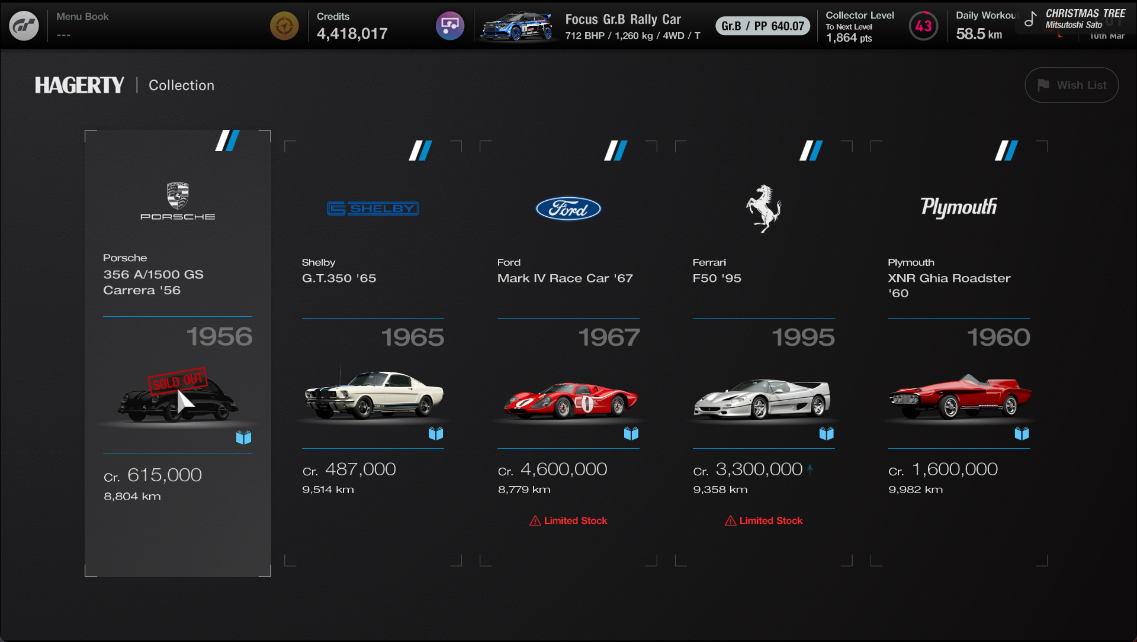 Menu Book
---
Credits
4,418,017
Focus Gr.B Rally Car
712 BHP / 1,260 kg / 4WD / T
Gr.B / PP 640.07
Collector Level
To Next Level
1,864 pts
43
Daily Workou
58.5 km
CHRISTMAS TREE
Mitsutoshi Sato
10th Mar
HAGERTY | Collection
Wish List
PORSCHE
Porsche
356 A/1500 GS
Carrera '56
1956
SOLD OUT
Cr. 615,000
8,804 km
SHELBY
Shelby
G.T.350 '65
1965
Cr. 487,000
9,514 km
Ford
Ford
Mark IV Race Car '67
1967
1
Cr. 4,600,000
8,779 km
Limited Stock
Ferrari
F50 '95
1995
Cr. 3,300,000
9,358 km
Limited Stock
Plymouth
Plymouth
XNR Ghia Roadster
'60
1960
Cr. 1,600,000
9,982 km